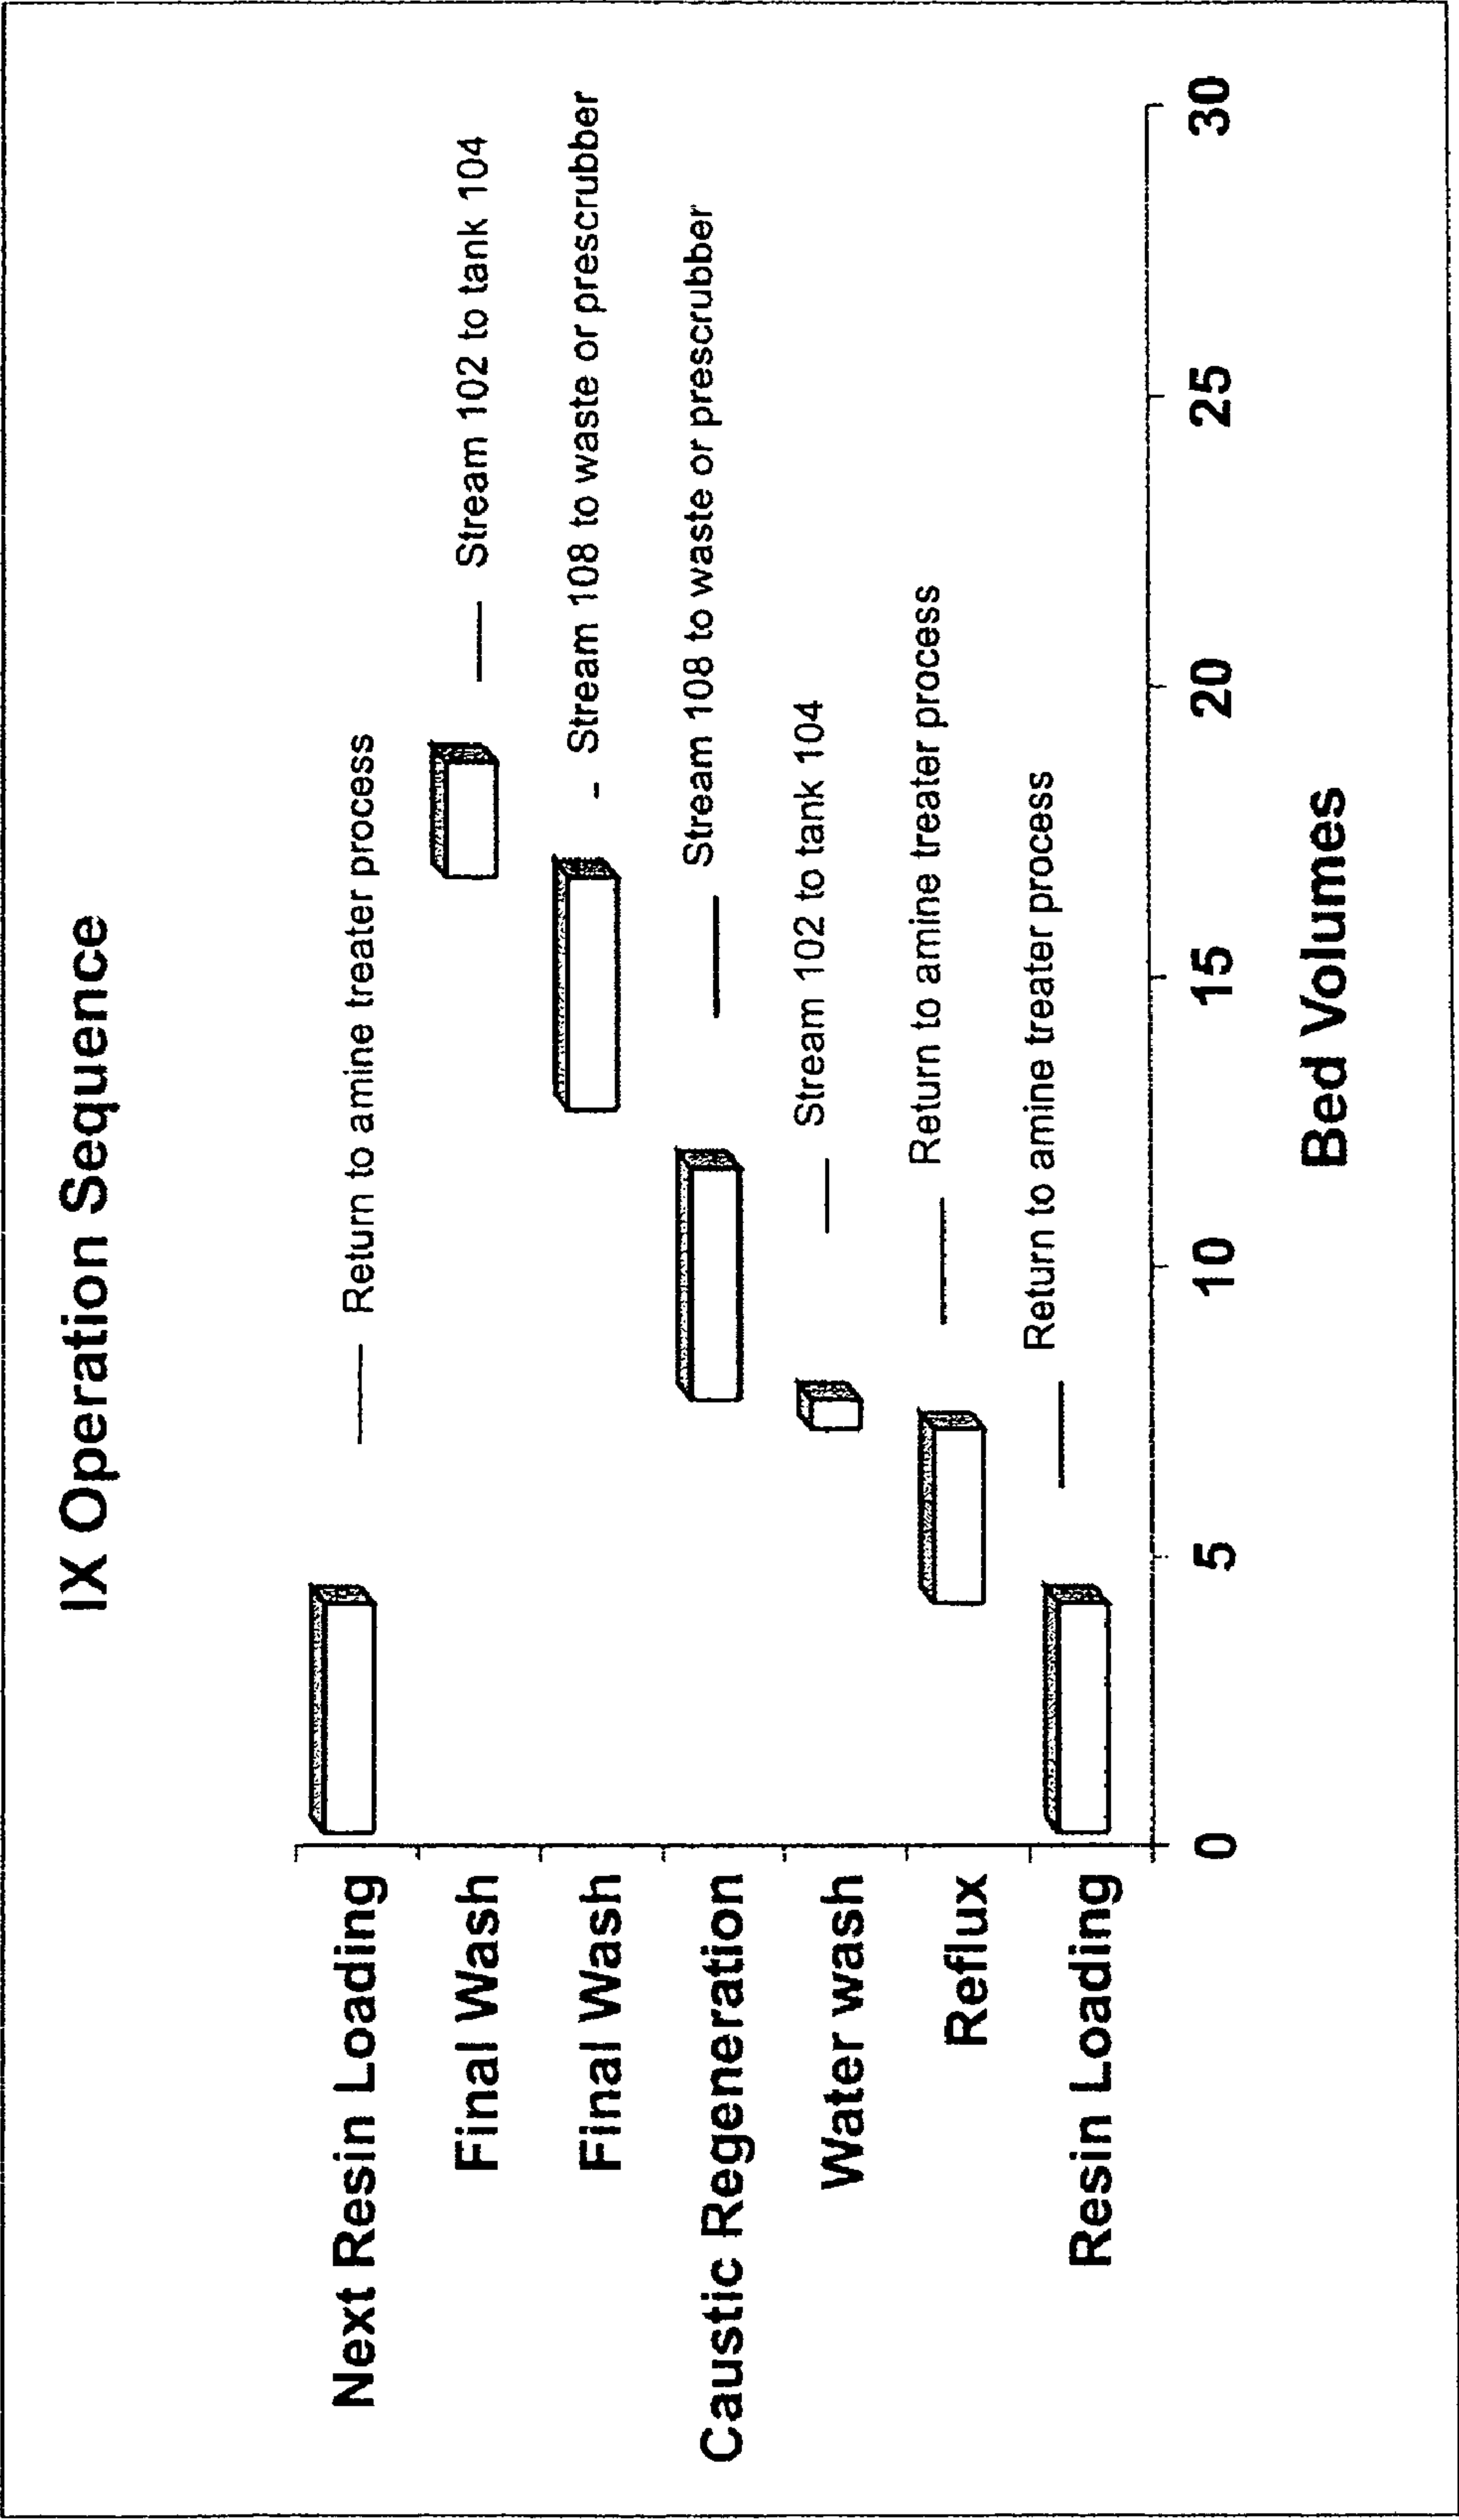 IX Operation Sequence
Next Resin Loading
Return to amine treater process
Final Wash
Stream 102 to tank 104
Final Wash
Stream 108 to waste or prescrubber
Caustic Regeneration
Stream 108 to waste or prescrubber
Water wash
Stream 102 to tank 104
Reflux
Return to amine treater process
Resin Loading
Return to amine treater process
0 5 10 15 20 25 30
Bed Volumes